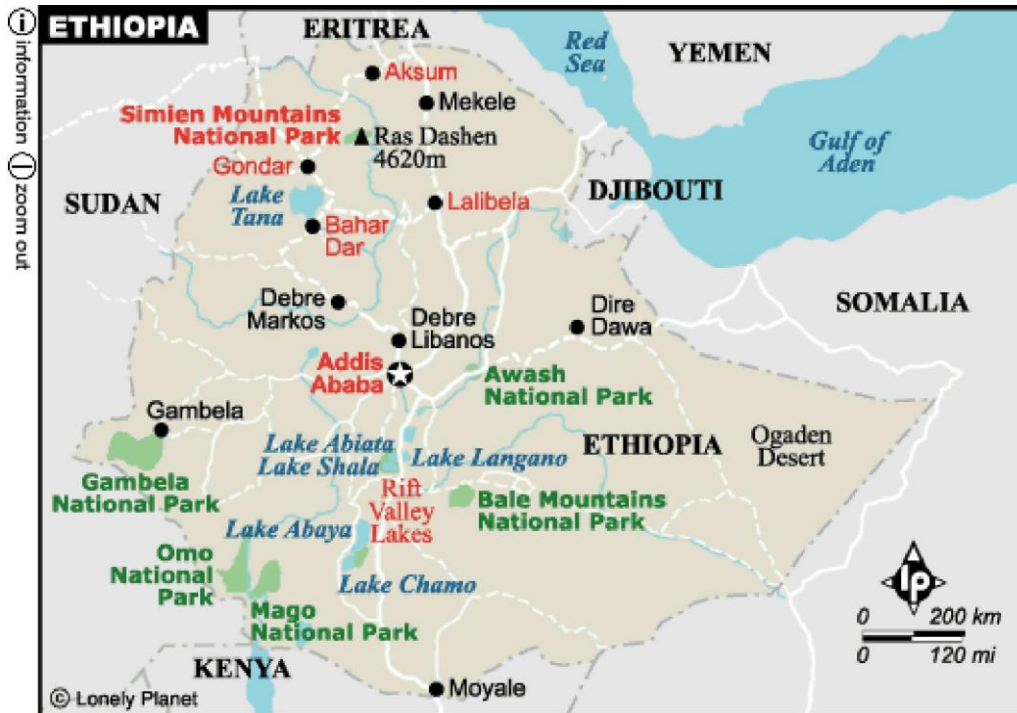 ETHIOPIA
information
zoom out
ERITREA
Red
Sea
YEMEN
Aksum
Mekele
Simien Mountains
National Park
Ras Dashen
4620m
Gulf of
Aden
Gondar
DJIBOUTI
SUDAN
Lake
Tana
Lalibela
Bahar
Dar
Debre
Markos
Debre
Libanos
Dire
Dawa
SOMALIA
Addis
Ababa
Awash
National Park
Gambela
Lake Abiata
Lake Shala
Lake Langano
ETHIOPIA
Ogaden
Desert
Gambela
National Park
Rift
Valley
Lakes
Bale Mountains
National Park
Lake Abaya
Omo
National
Park
Lake Chamo
Mago
National Park
lp
0 200 km
0 120 mi
KENYA
Moyale
© Lonely Planet